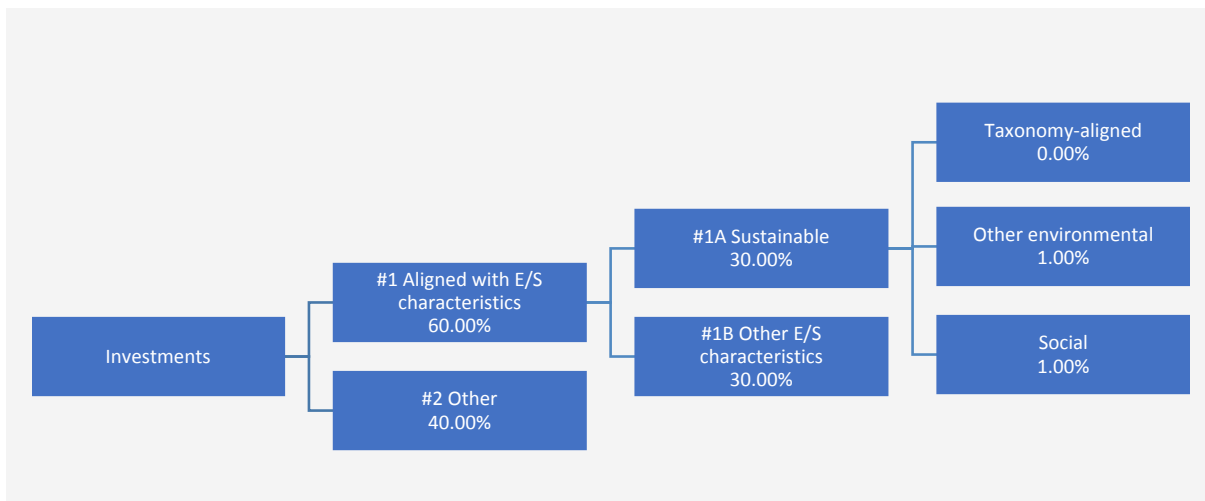 Investments
#1 Aligned with E/S
characteristics
60.00%
#2 Other
40.00%
#1A Sustainable
30.00%
#1B Other E/S
characteristics
30.00%
Taxonomy-aligned
0.00%
Other environmental
1.00%
Social
1.00%